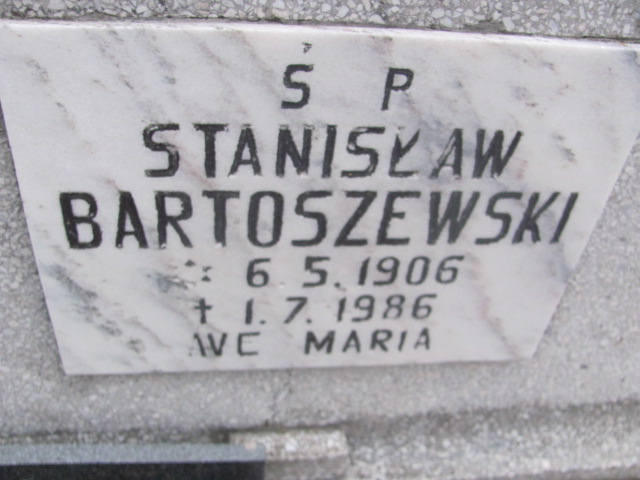 Ś P
STANISŁAW
BARTOSZEWSKI
* 6.5.1906
† 1.7.1986
AVE MARIA